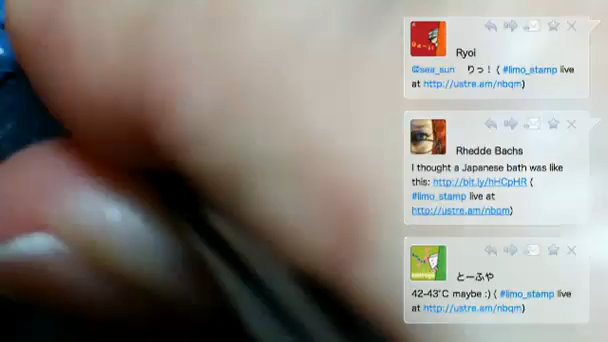 Ryoi
@sea_sun りっ！ ( #limo_stamp live
at http://ustre.am/nbqm)
Rhedde Bachs
I thought a Japanese bath was like
this: http://bit.ly/hHCpHR (
#limo_stamp live at
http://ustre.am/nbqm)
とーふや
42-43°C maybe :) ( #limo_stamp live
at http://ustre.am/nbqm)